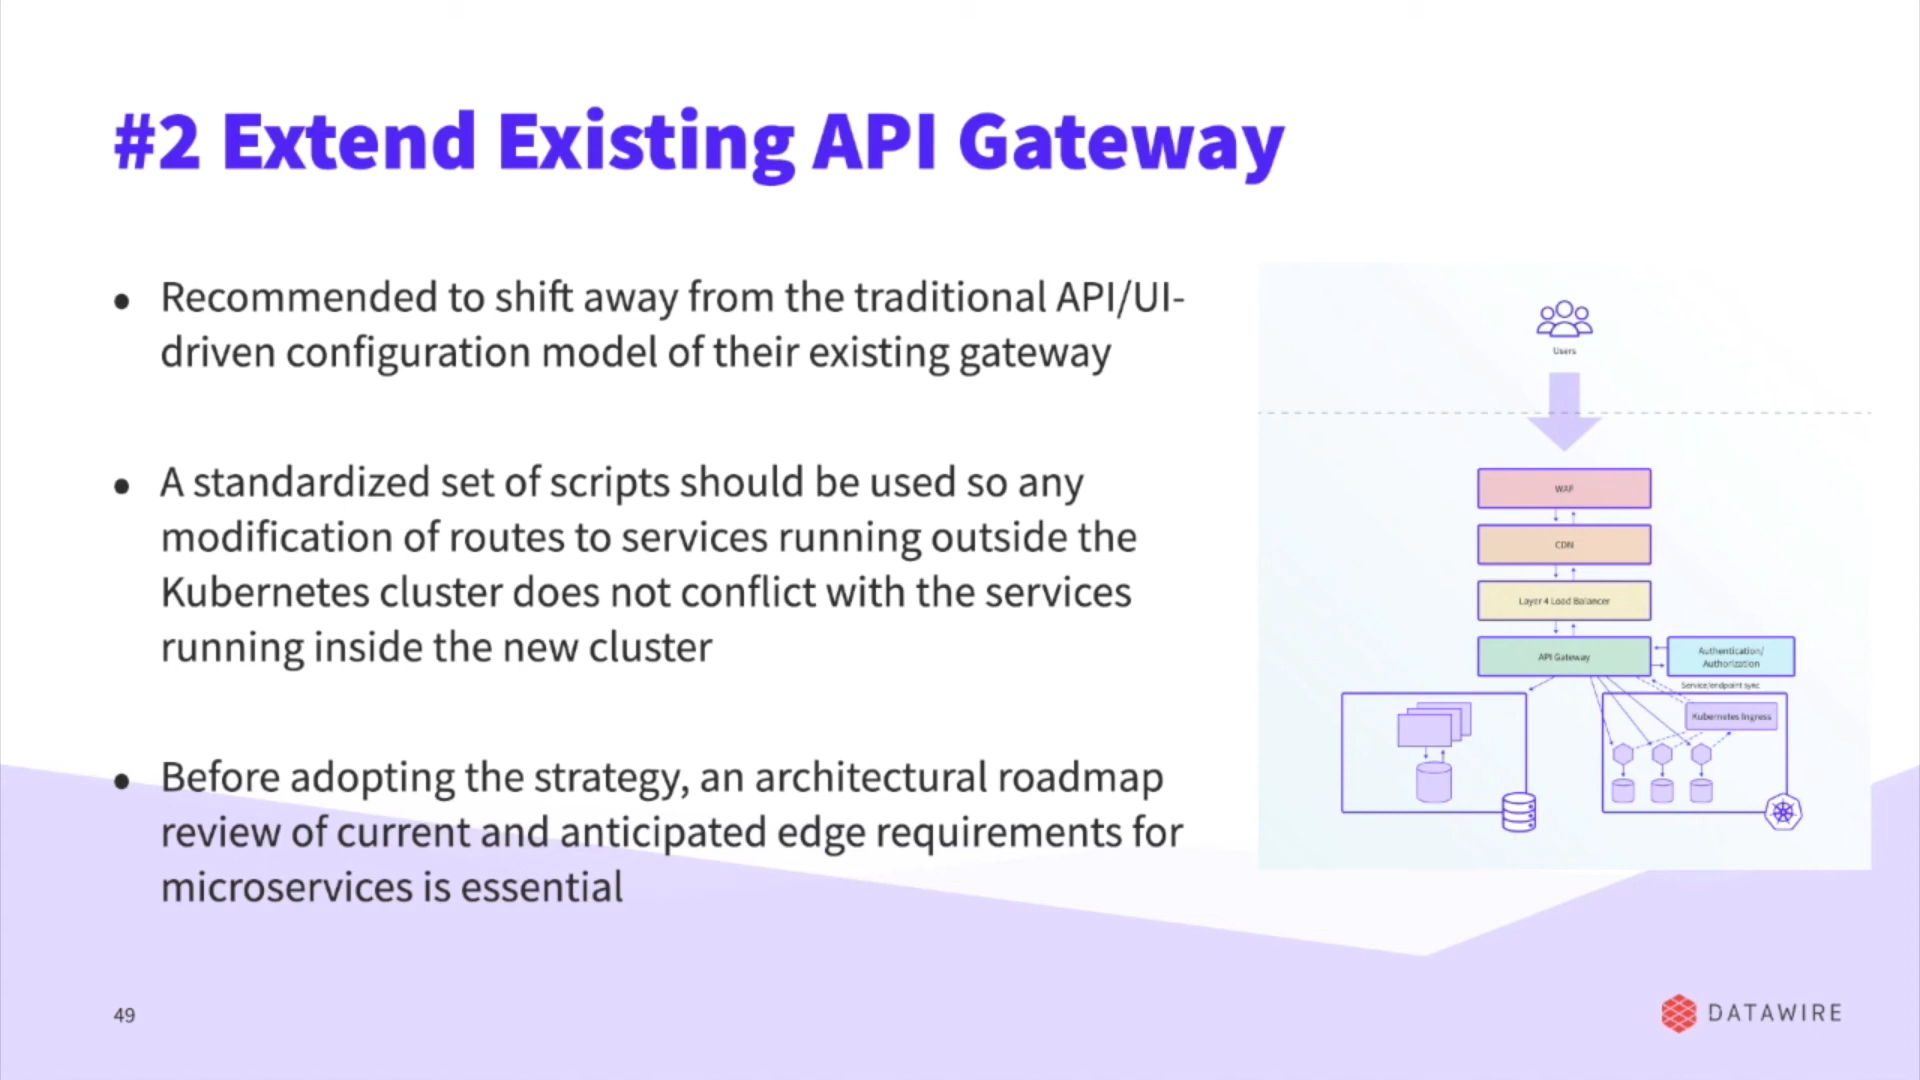 #2 Extend Existing API Gateway
● Recommended to shift away from the traditional API/UI-
driven configuration model of their existing gateway
● A standardized set of scripts should be used so any
modification of routes to services running outside the
Kubernetes cluster does not conflict with the services
running inside the new cluster
● Before adopting the strategy, an architectural roadmap
review of current and anticipated edge requirements for
microservices is essential
Users
WAF
CDN
Layer 4 Load Balancer
API Gateway
Authentication/
Authorization
Service/endpoint sync
Kubernetes Ingress
49
DATAWIRE